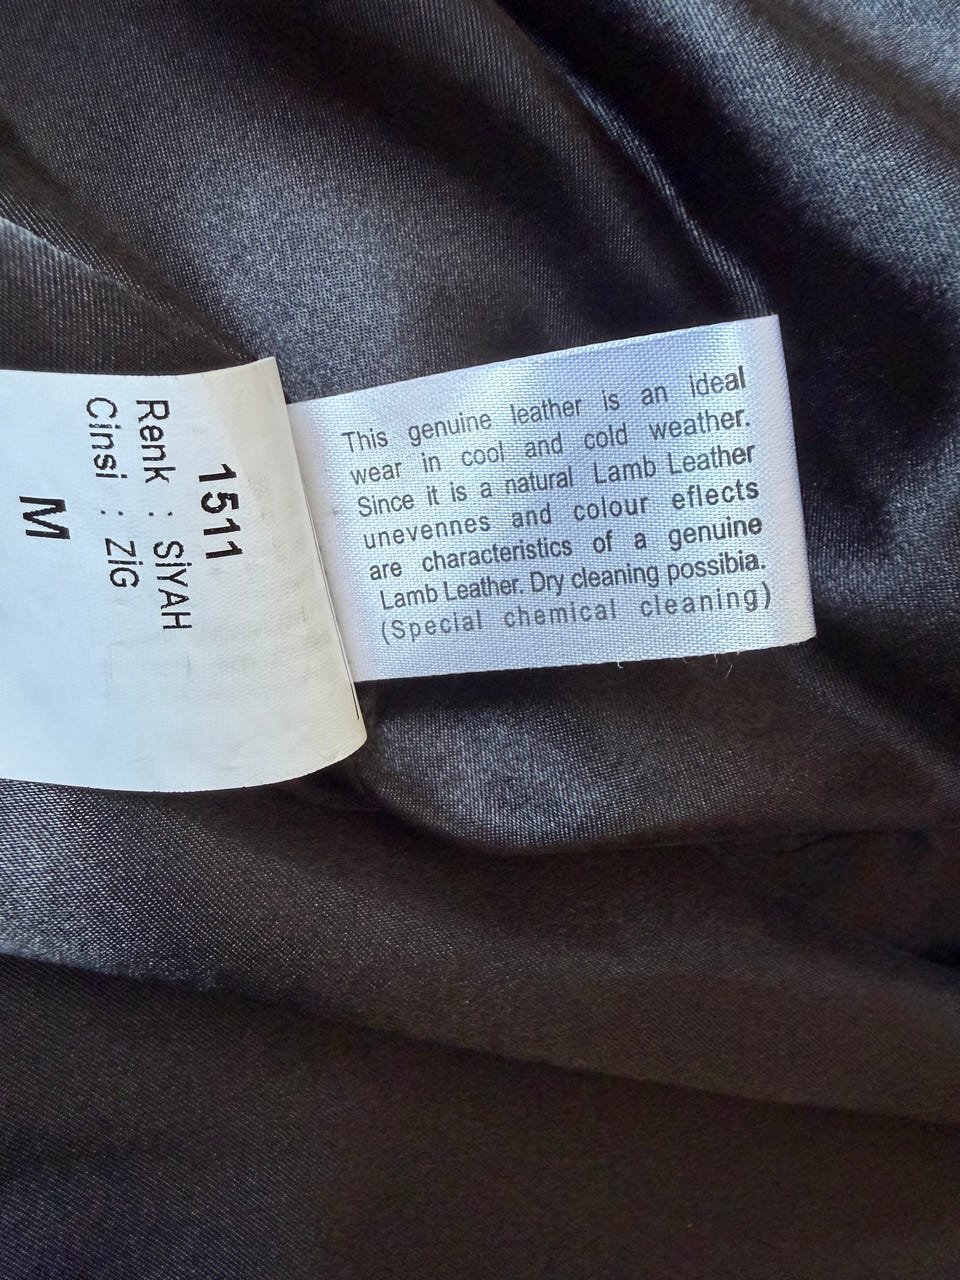 1511
Renk : SİYAH
Cinsi : ZİG
M
This genuine leather is an ideal
wear in cool and cold weather.
Since it is a natural Lamb Leather
unevennes and colour eflects
are characteristics of a genuine
Lamb Leather. Dry cleaning possibia.
(Special chemical cleaning)